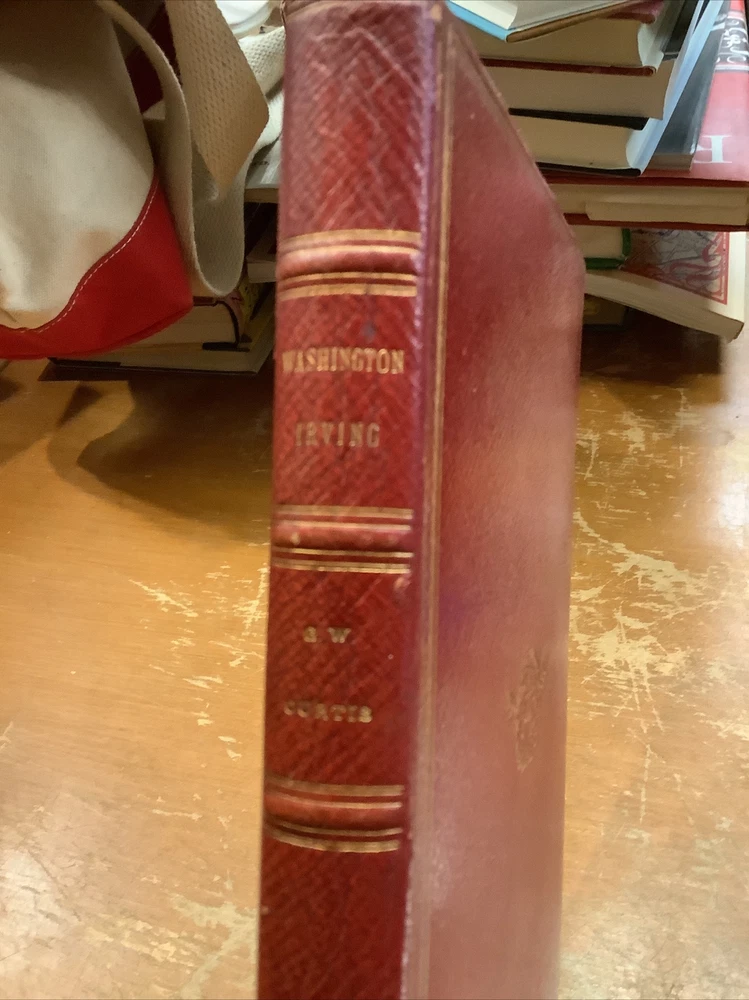 WASHINGTON
IRVING
G. W.
CURTIS